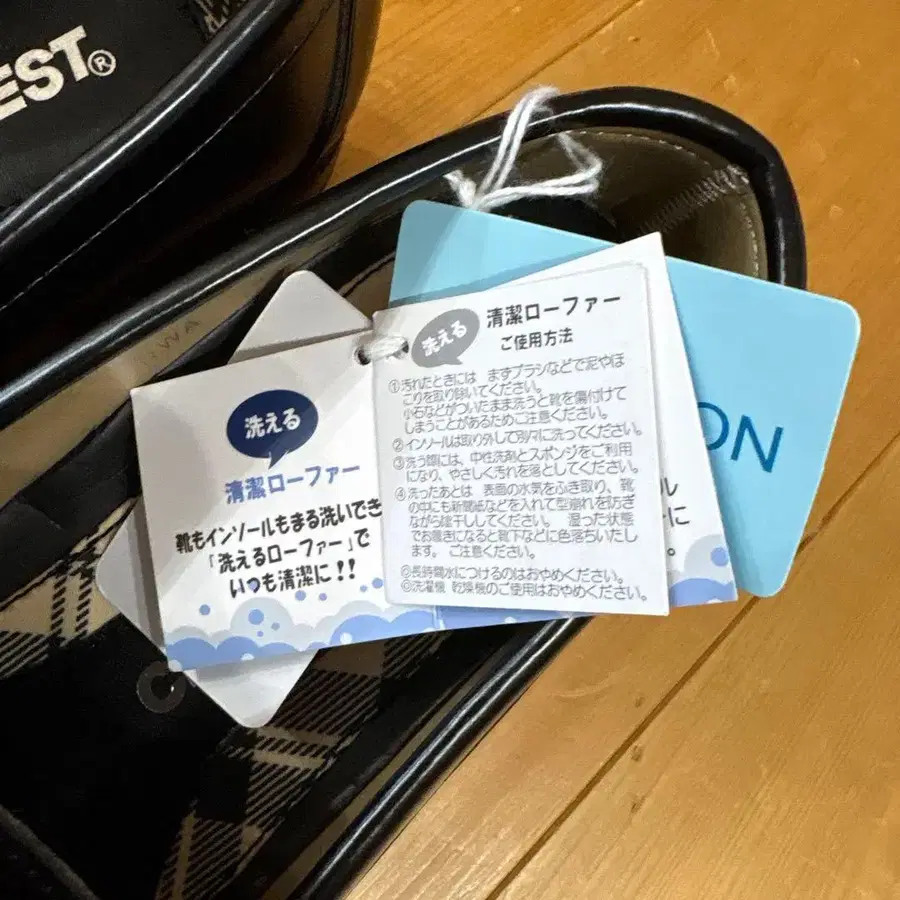 EST®
洗える
清潔ローファー
靴もインソールもまる洗いでき
「洗えるローファー」で
いつも清潔に!!
洗える
清潔ローファー
ご使用方法
①汚れたときには まずブラシなどで泥やほ
こりを取り除いてください。
小石などがついたまま洗うと靴を傷付けて
しまうことがあるためご注意ください。
②インソールは取り外して別々に洗ってください。
③洗う際には、中性洗剤とスポンジをご利用
になり、やさしく汚れを落としてください。
④洗ったあとは 表面の水気をふき取り、靴
の中にも新聞紙などを入れて型崩れを防ぎ
ながら陰干ししてください。 湿った状態
でお履きになると靴下などに色落ちいたし
ます。ご注意ください。
◎長時間水につけるのはおやめください。
◎洗濯機 乾燥機のご使用はおやめください。
ル
に
。
ON